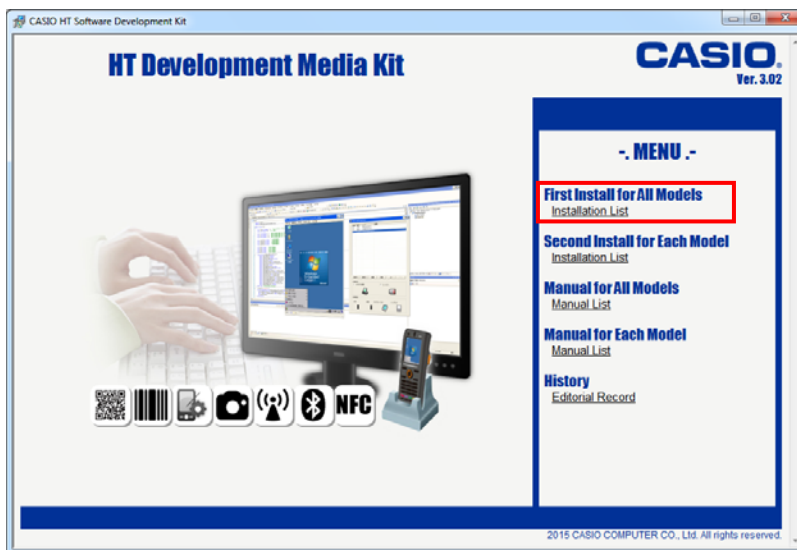 CASIO HT Software Development Kit
HT Development Media Kit
CASIO.
Ver. 3.02
-. MENU .-
First Install for All Models
Installation List
Second Install for Each Model
Installation List
Manual for All Models
Manual List
Manual for Each Model
Manual List
History
Editorial Record
NFC
2015 CASIO COMPUTER CO., Ltd. All rights reserved.